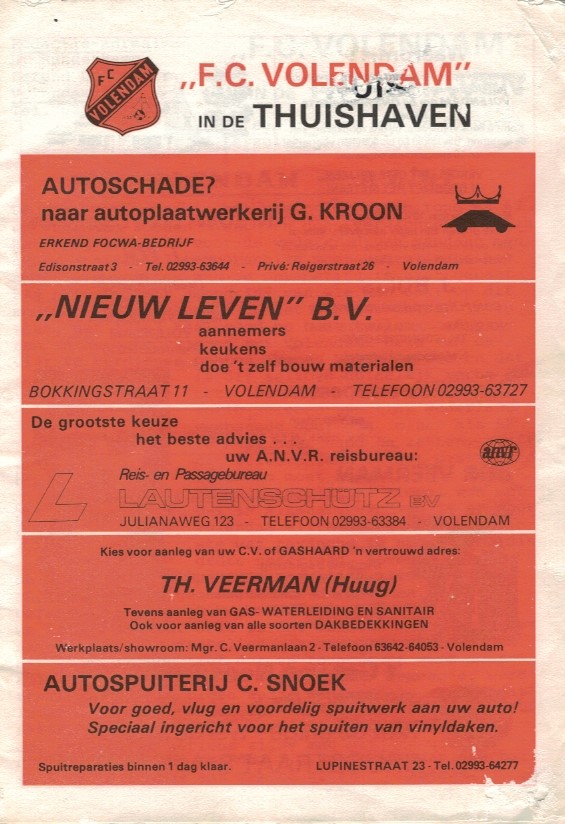 F C
VOLENDAM
„F.C. VOLENDAM”
IN DE THUISHAVEN
AUTOSCHADE?
naar autoplaatwerkerij G. KROON
ERKEND FOCWA-BEDRIJF
Edisonstraat 3 - Tel. 02993-63644 - Privé: Reigerstraat 26 - Volendam
„NIEUW LEVEN” B.V.
aannemers
keukens
doe 't zelf bouw materialen
BOKKINGSTRAAT 11 - VOLENDAM - TELEFOON 02993-63727
De grootste keuze
het beste advies . . .
uw A.N.V.R. reisbureau:
anvr
Reis- en Passagebureau
L LAUTENSCHÜTZ BV
JULIANAWEG 123 - TELEFOON 02993-63384 - VOLENDAM
Kies voor aanleg van uw C.V. of GASHAARD 'n vertrouwd adres:
TH. VEERMAN (Huug)
Tevens aanleg van GAS- WATERLEIDING EN SANITAIR
Ook voor aanleg van alle soorten DAKBEDEKKINGEN
Werkplaats/showroom: Mgr. C. Veermanlaan 2 - Telefoon 63642-64053 - Volendam
AUTOSPUITERIJ C. SNOEK
Voor goed, vlug en voordelig spuitwerk aan uw auto!
Speciaal ingericht voor het spuiten van vinyldaken.
Spuitreparaties binnen 1 dag klaar. LUPINESTRAAT 23 - Tel. 02993-64277